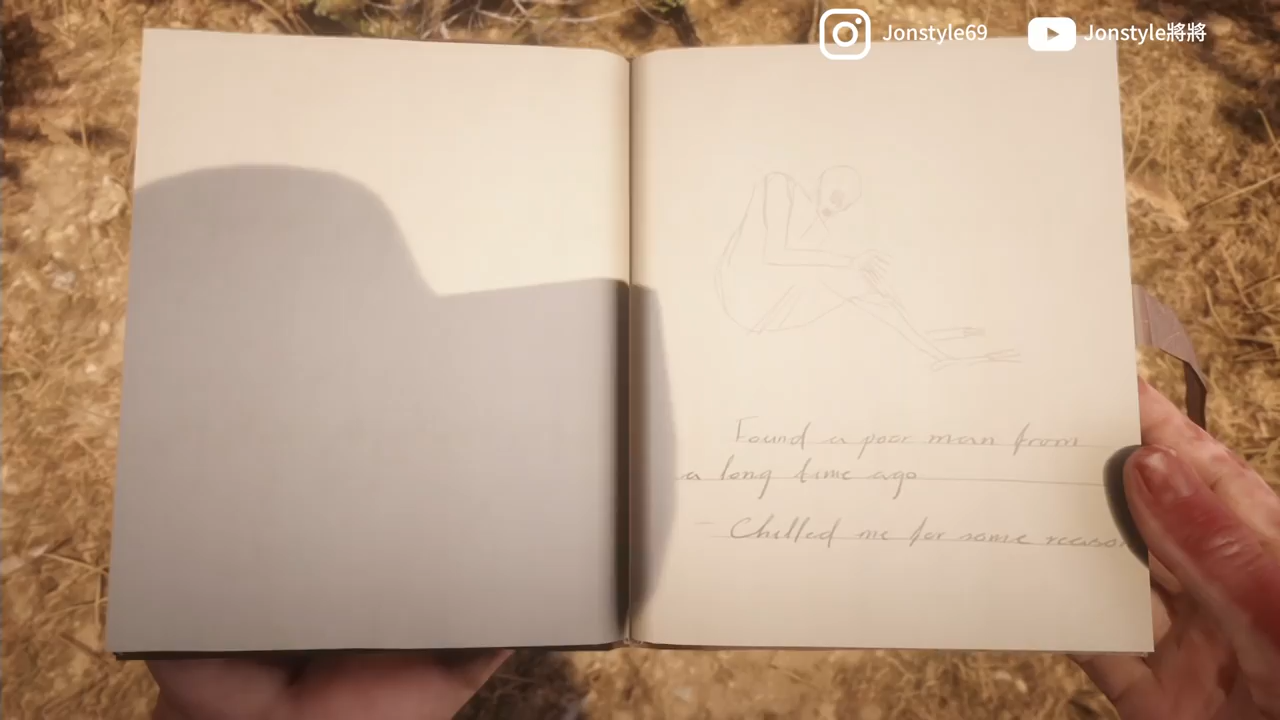 Jonstyle69
Jonstyle將將
Found a poor man from
a long time ago
- Chilled me for some reason